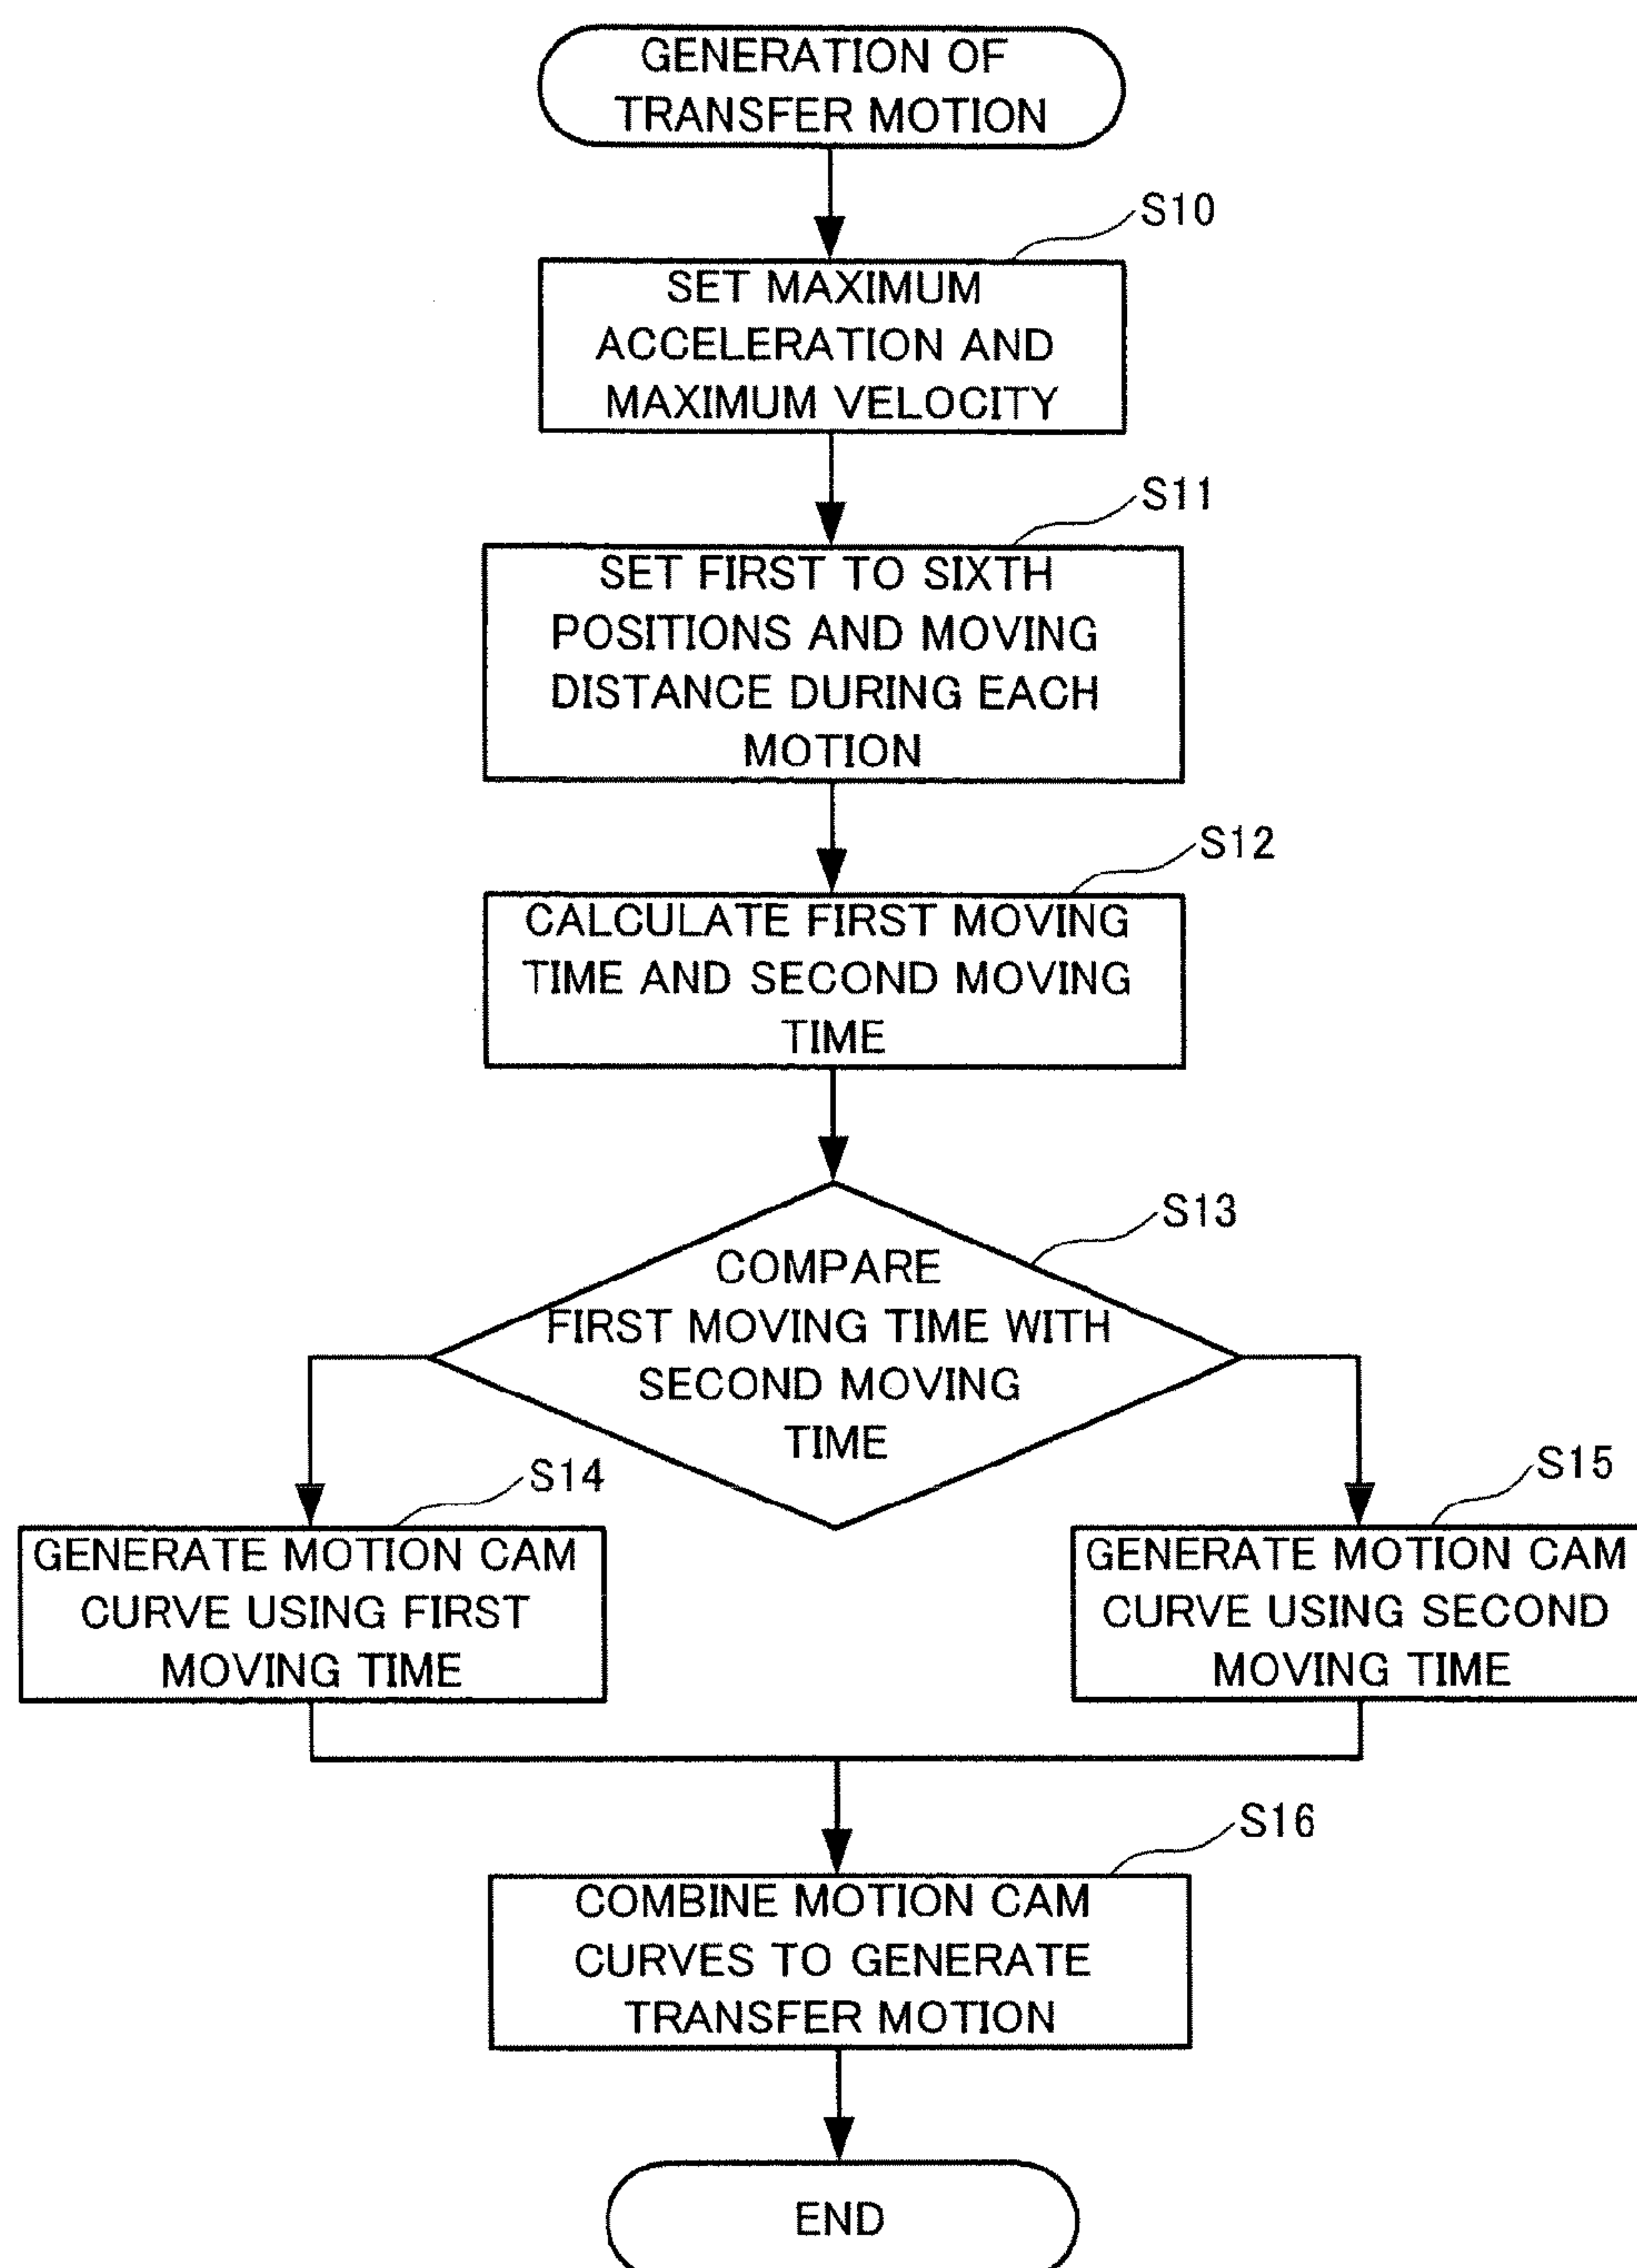 GENERATION OF
TRANSFER MOTION
S10
SET MAXIMUM
ACCELERATION AND
MAXIMUM VELOCITY
S11
SET FIRST TO SIXTH
POSITIONS AND MOVING
DISTANCE DURING EACH
MOTION
S12
CALCULATE FIRST MOVING
TIME AND SECOND MOVING
TIME
S13
COMPARE
FIRST MOVING TIME WITH
SECOND MOVING
TIME
S14
GENERATE MOTION CAM
CURVE USING FIRST
MOVING TIME
S15
GENERATE MOTION CAM
CURVE USING SECOND
MOVING TIME
S16
COMBINE MOTION CAM
CURVES TO GENERATE
TRANSFER MOTION
END